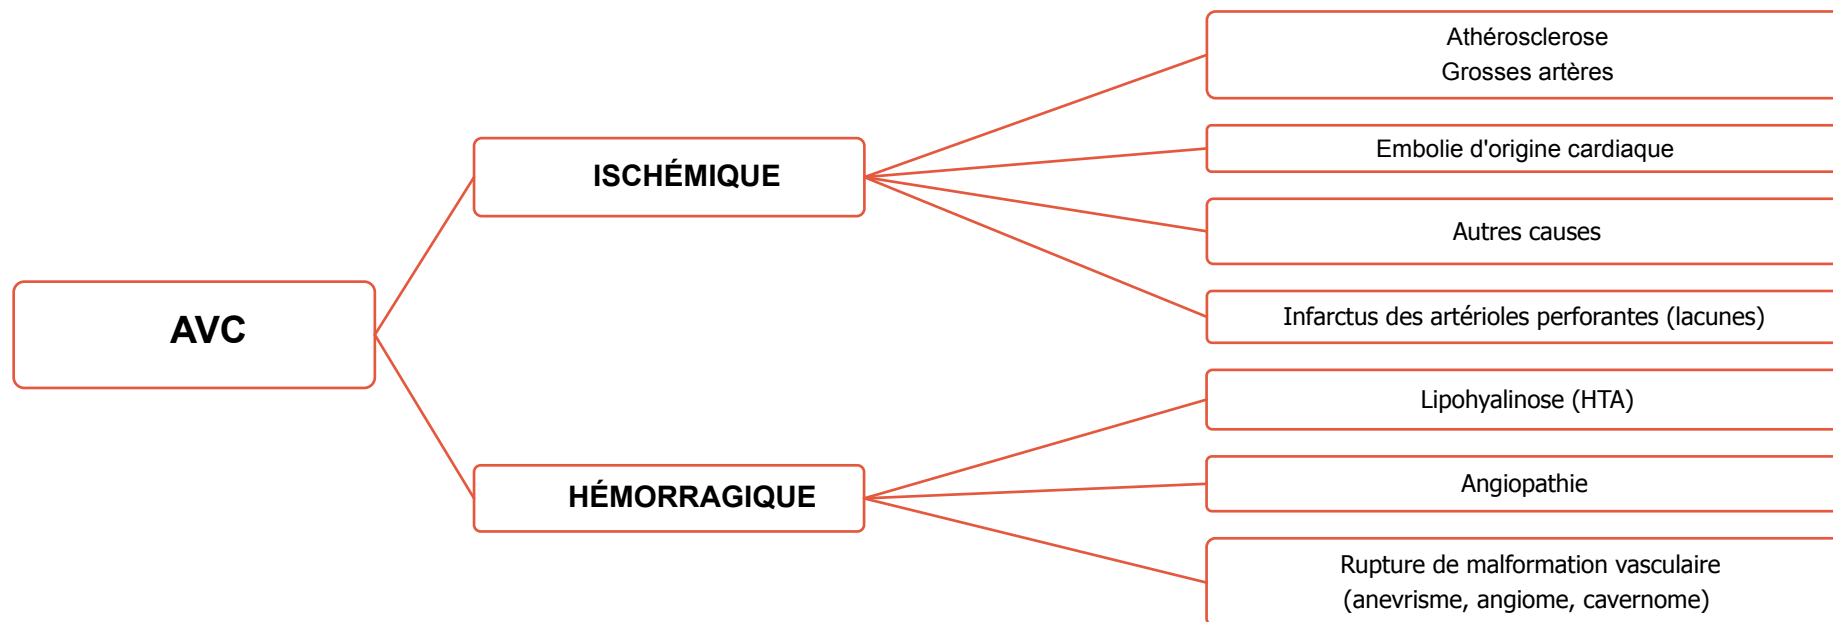 AVC
ISCHÉMIQUE
Athérosclerose
Grosses artères
Embolie d'origine cardiaque
Autres causes
Infarctus des artérioles perforantes (lacunes)
HÉMORRAGIQUE
Lipohyalinose (HTA)
Angiopathie
Rupture de malformation vasculaire
(anevrisme, angiome, cavernome)